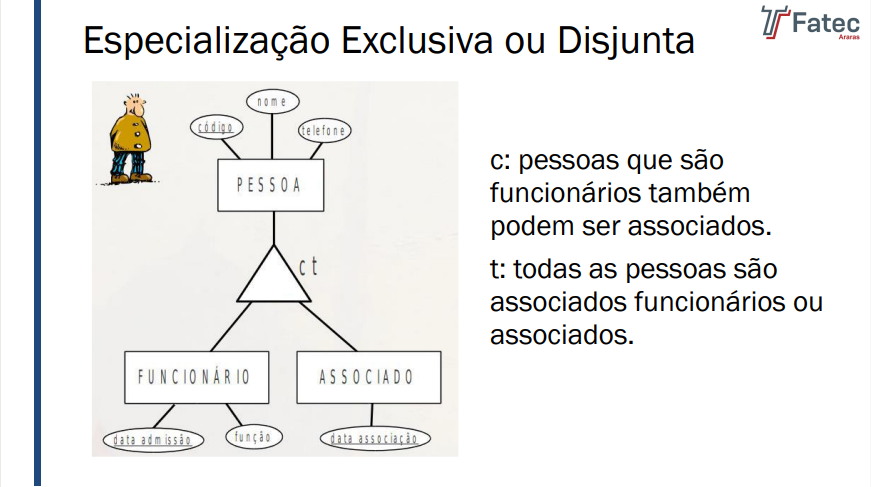 Especialização Exclusiva ou Disjunta
Fatec
Araras
nome
código
telefone
PESSOA
ct
FUNCIONÁRIO
ASSOCIADO
data admissão
função
data associação
c: pessoas que são
funcionários também
podem ser associados.
t: todas as pessoas são
associados funcionários ou
associados.